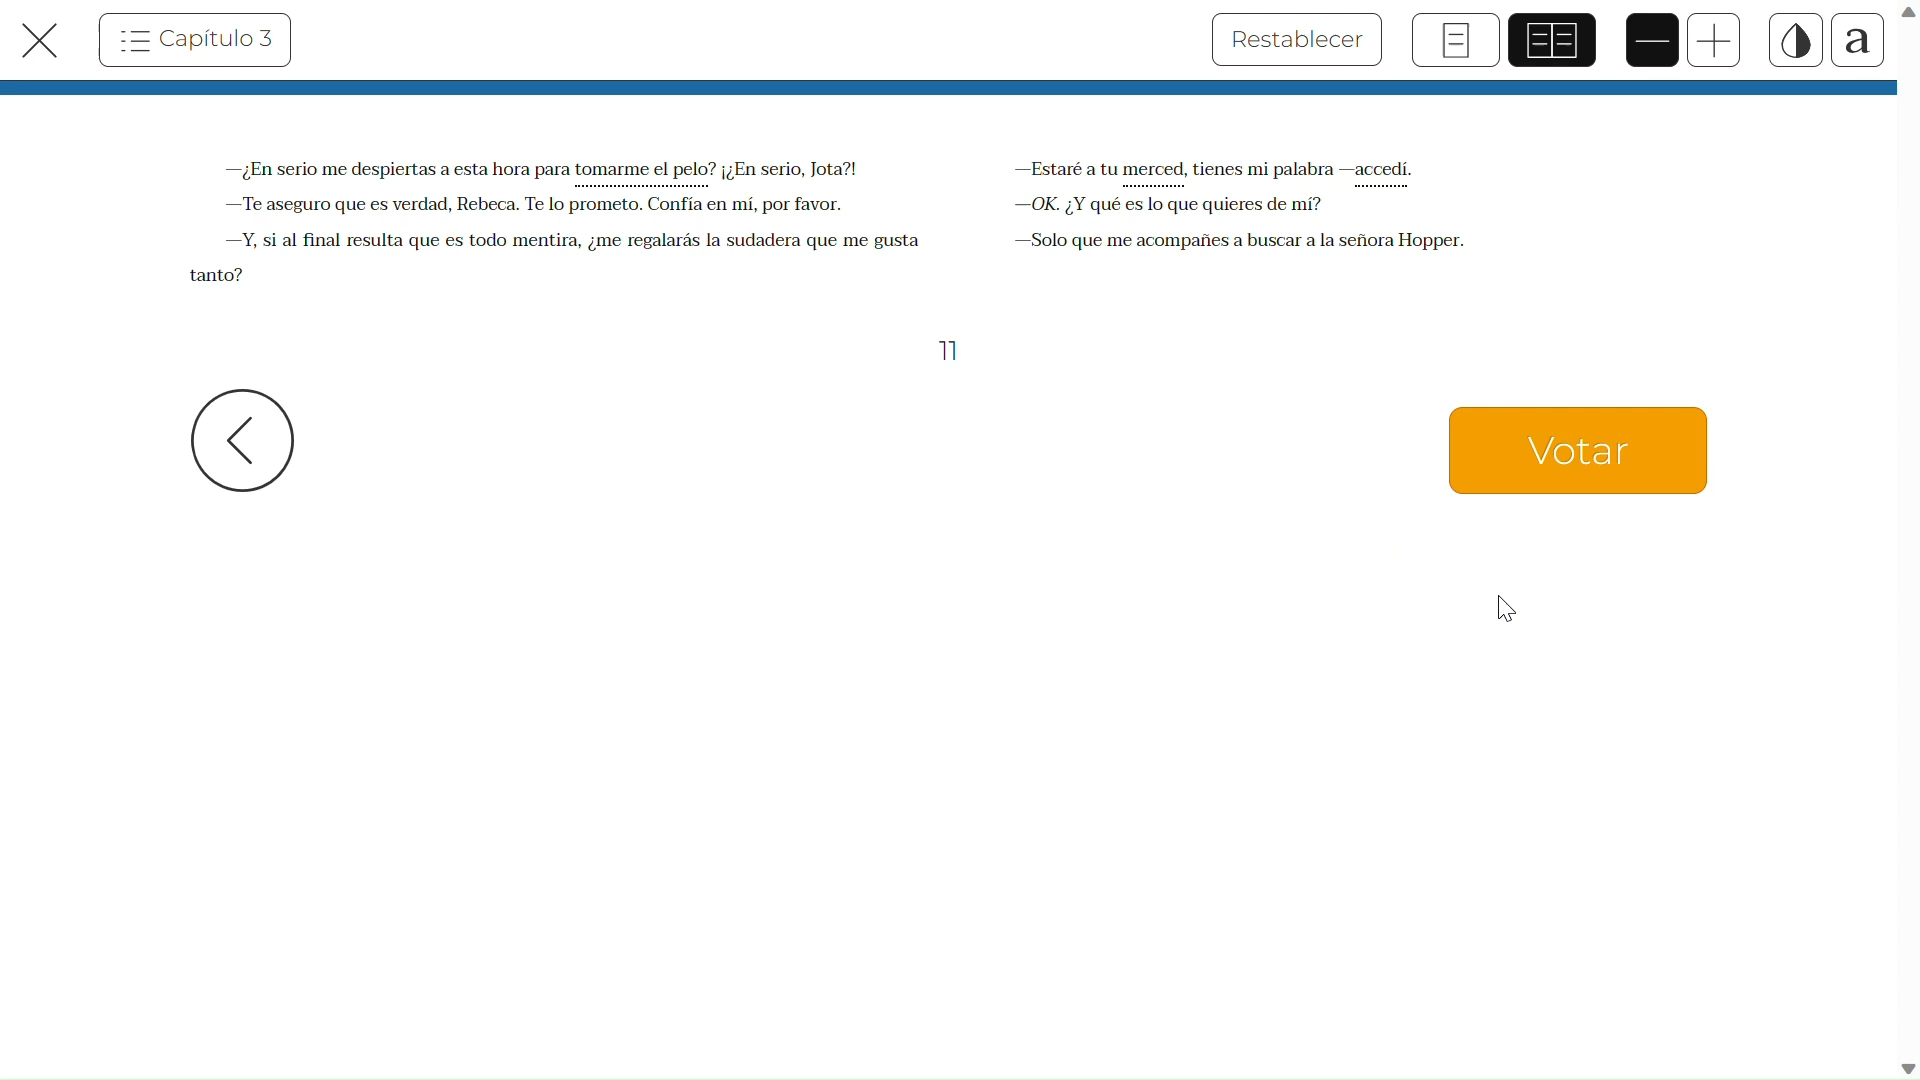 Capítulo 3
Restablecer
a
—¿En serio me despiertas a esta hora para tomarme el pelo? ¡¿En serio, Jota?!
—Te aseguro que es verdad, Rebeca. Te lo prometo. Confía en mí, por favor.
—Y, si al final resulta que es todo mentira, ¿me regalarás la sudadera que me gusta
tanto?
—Estaré a tu merced, tienes mi palabra —accedí.
—OK. ¿Y qué es lo que quieres de mí?
—Solo que me acompañes a buscar a la señora Hopper.
11
Votar